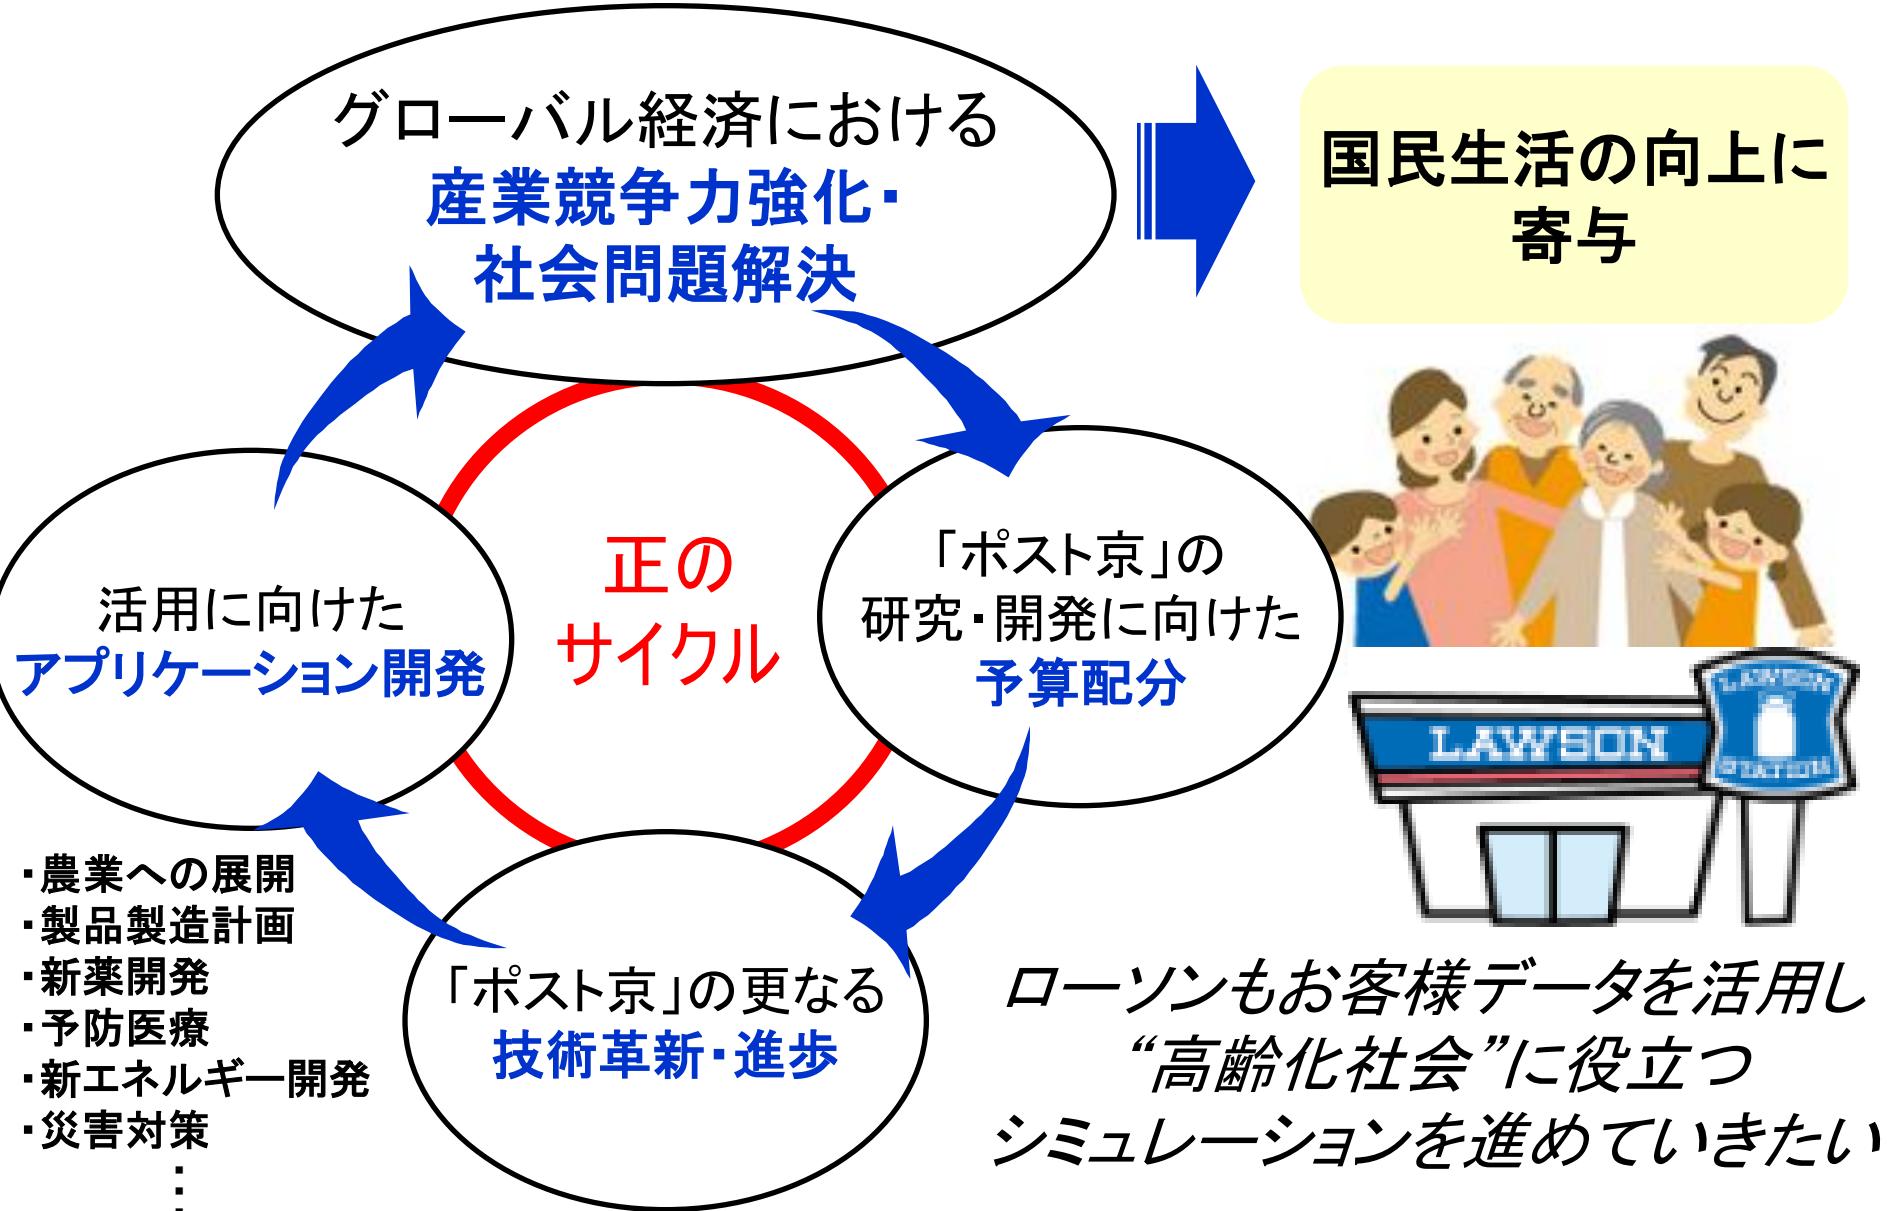 グローバル経済における
産業競争力強化・
社会問題解決
国民生活の向上に
寄与
正の
サイクル
「ポスト京」の
研究・開発に向けた
予算配分
活用に向けた
アプリケーション開発
「ポスト京」の更なる
技術革新・進歩
・農業への展開
・製品製造計画
・新薬開発
・予防医療
・新エネルギー開発
・災害対策
・・・
LAWSON
LAWSON
STATION
ローソンもお客様データを活用し
“高齢化社会”に役立つ
シミュレーションを進めていきたい